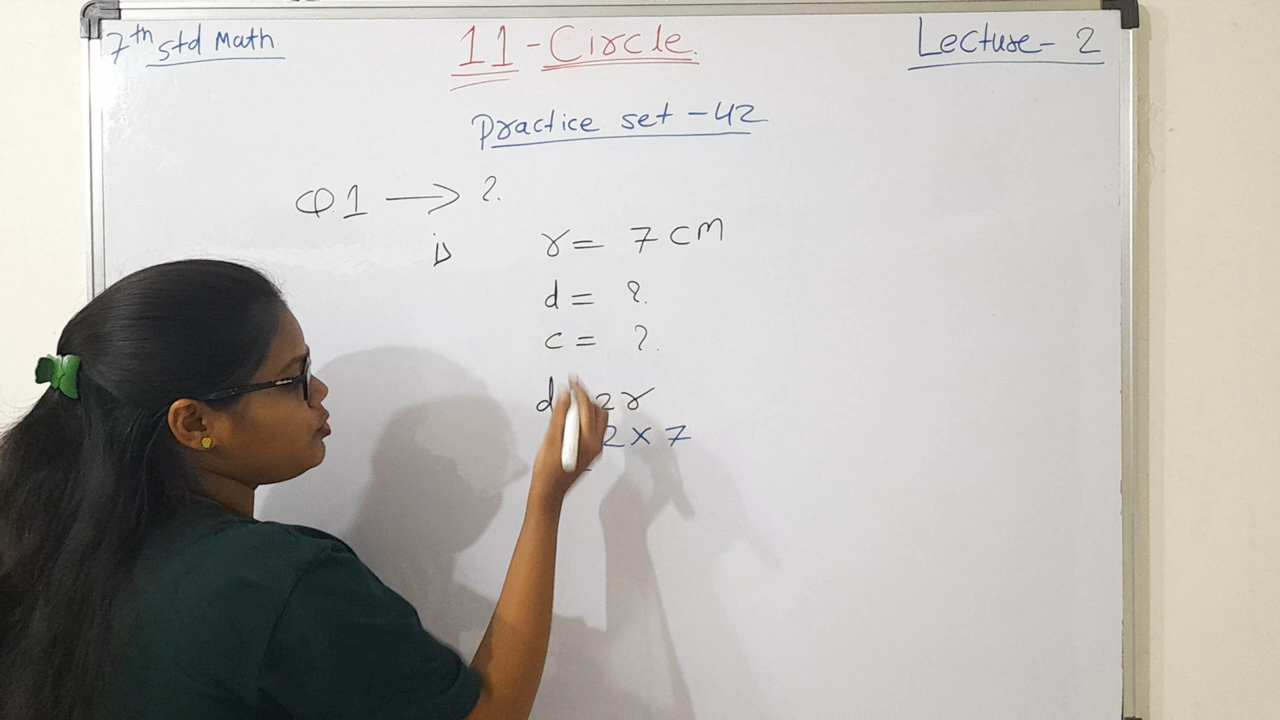 7th std Math
11-Circle.
Lecture-2
Practice set-42
Q.1 → ?
i)
r= 7 cm
d= ?
c= ?
d 2r
2×7